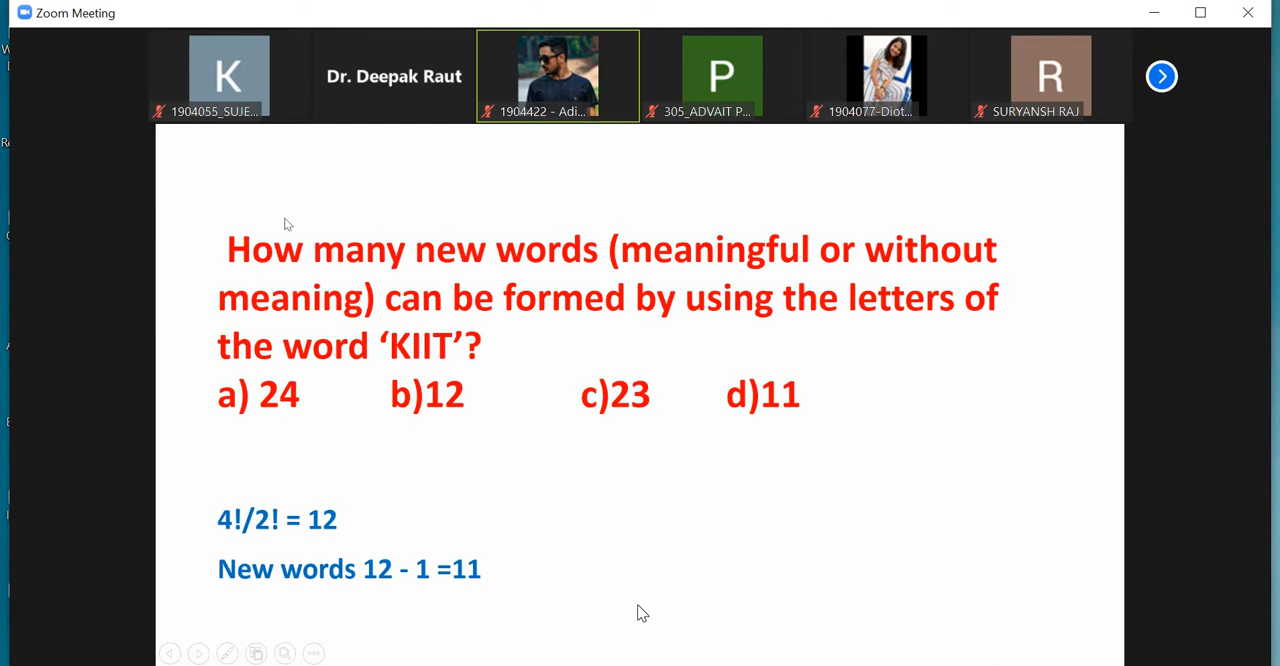 Zoom Meeting
K
Dr. Deepak Raut
P
R
1904055_SUJE...
1904422 - Adi...
305_ADVAIT P...
1904077-Diot...
SURYANSH RAJ
How many new words (meaningful or without
meaning) can be formed by using the letters of
the word ‘KIIT’?
a) 24 b)12 c)23 d)11
4!/2! = 12
New words 12 - 1 =11